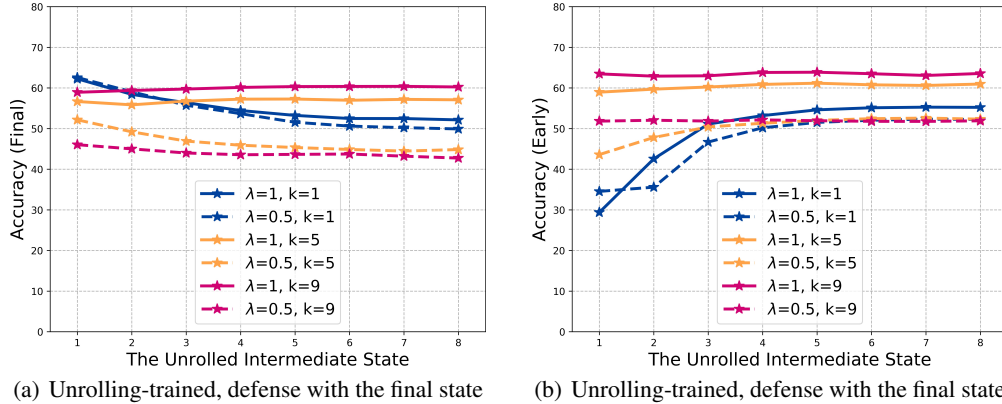 80
70
60
50
40
30
20
10
0
Accuracy (Final)
λ=1, k=1
λ=0.5, k=1
λ=1, k=5
λ=0.5, k=5
λ=1, k=9
λ=0.5, k=9
1 2 3 4 5 6 7 8
The Unrolled Intermediate State
(a) Unrolling-trained, defense with the final state
80
70
60
50
40
30
20
10
0
Accuracy (Early)
λ=1, k=1
λ=0.5, k=1
λ=1, k=5
λ=0.5, k=5
λ=1, k=9
λ=0.5, k=9
1 2 3 4 5 6 7 8
The Unrolled Intermediate State
(b) Unrolling-trained, defense with the final state